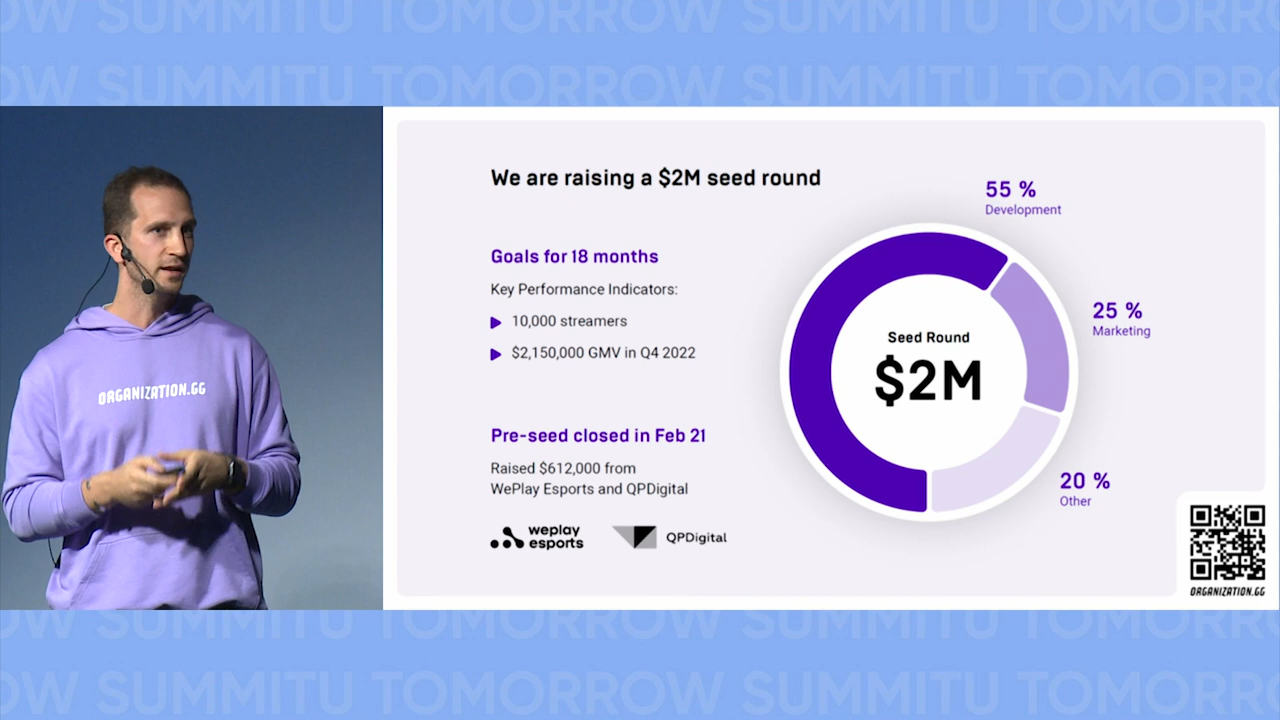 OW SUMMITU TOMORROW SUMMITU TOMORRO
OW SUMMITU TOMORROW SUMMITU TOMORRO
ORGANIZATION.GG
We are raising a $2M seed round
Goals for 18 months
Key Performance Indicators:
10,000 streamers
$2,150,000 GMV in Q4 2022
Pre-seed closed in Feb 21
Raised $612,000 from
WePlay Esports and QPDigital
weplay
esports
QPDigital
55 %
Development
25 %
Marketing
Seed Round
$2M
20 %
Other
ORGANIZATION.GG
OW SUMMITU TOMORROW SUMMITU TOMORRO
OW SUMMITU TOMORROW SUMMITU TOMORRO